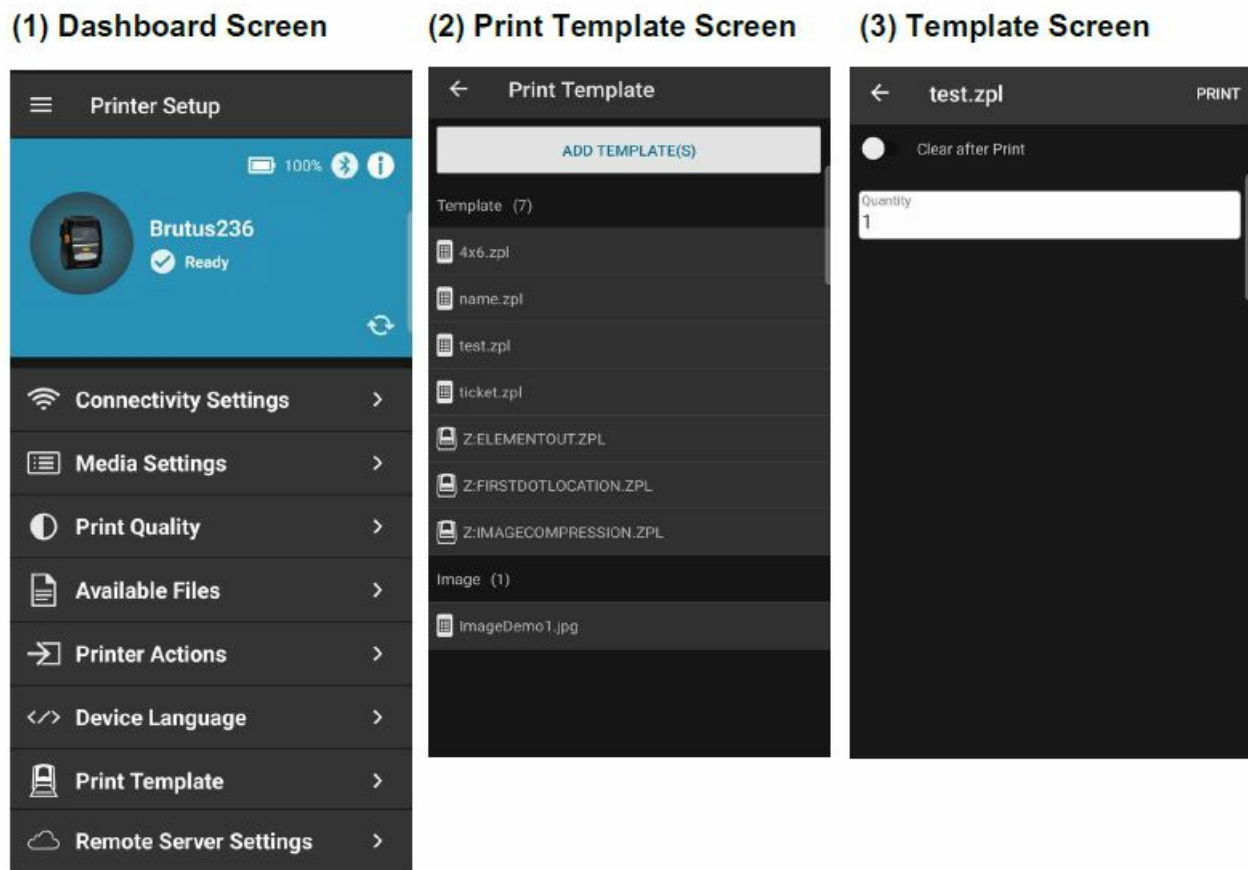 (1) Dashboard Screen
Printer Setup
100%
Brutus236
Ready
Connectivity Settings
Media Settings
Print Quality
Available Files
Printer Actions
Device Language
Print Template
Remote Server Settings
(2) Print Template Screen
Print Template
ADD TEMPLATE(S)
Template (7)
4x6.zpl
name.zpl
test.zpl
ticket.zpl
Z:ELEMENTOUT.ZPL
Z:FIRSTDOTLOCATION.ZPL
Z:IMAGECOMPRESSION.ZPL
Image (1)
ImageDemo1.jpg
(3) Template Screen
test.zpl PRINT
Clear after Print
Quantity
1